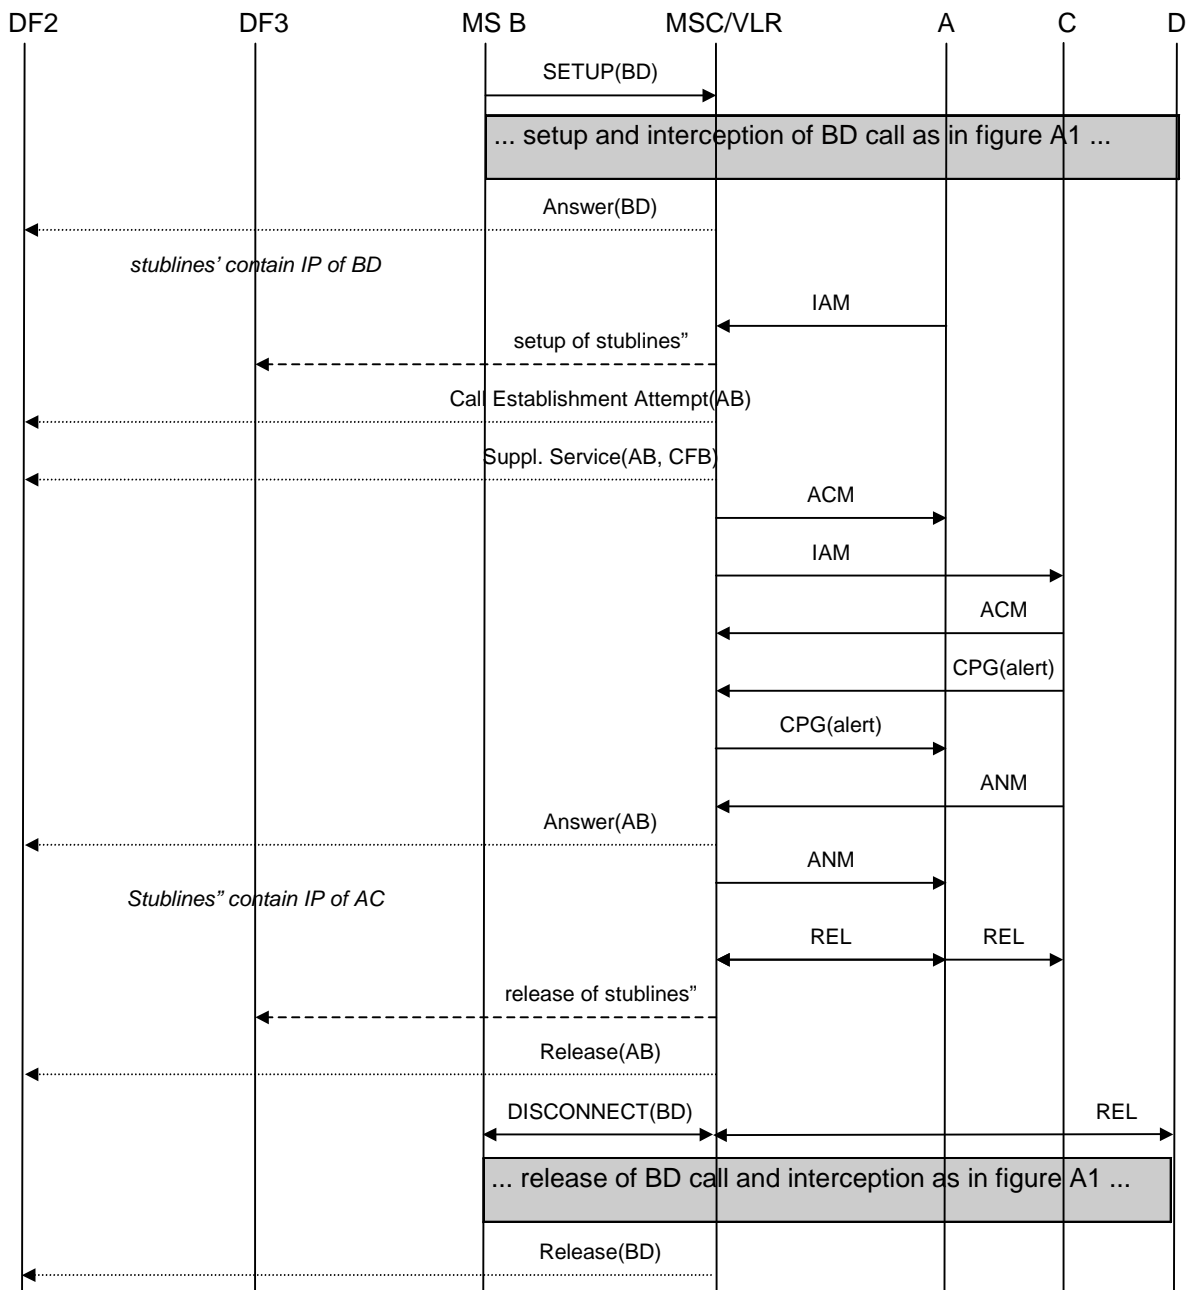 DF2 DF3 MS B MSC/VLR A C D
SETUP(BD)
... setup and interception of BD call as in figure A1 ...
Answer(BD)
stublines’ contain IP of BD
IAM
setup of stublines”
Call Establishment Attempt(AB)
Suppl. Service(AB, CFB)
ACM
IAM
ACM
CPG(alert)
CPG(alert)
ANM
Answer(AB)
ANM
Stublines” contain IP of AC
REL REL
release of stublines”
Release(AB)
DISCONNECT(BD) REL
... release of BD call and interception as in figure A1 ...
Release(BD)